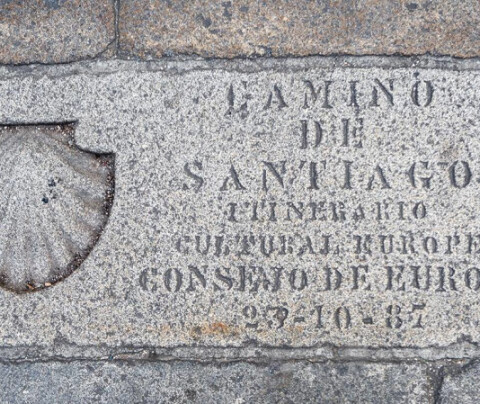 CAMINO
DE
SANTIAGO
ITINERARIO
CULTURAL EUROPE
CONSEJO DE EURO
23-10-87